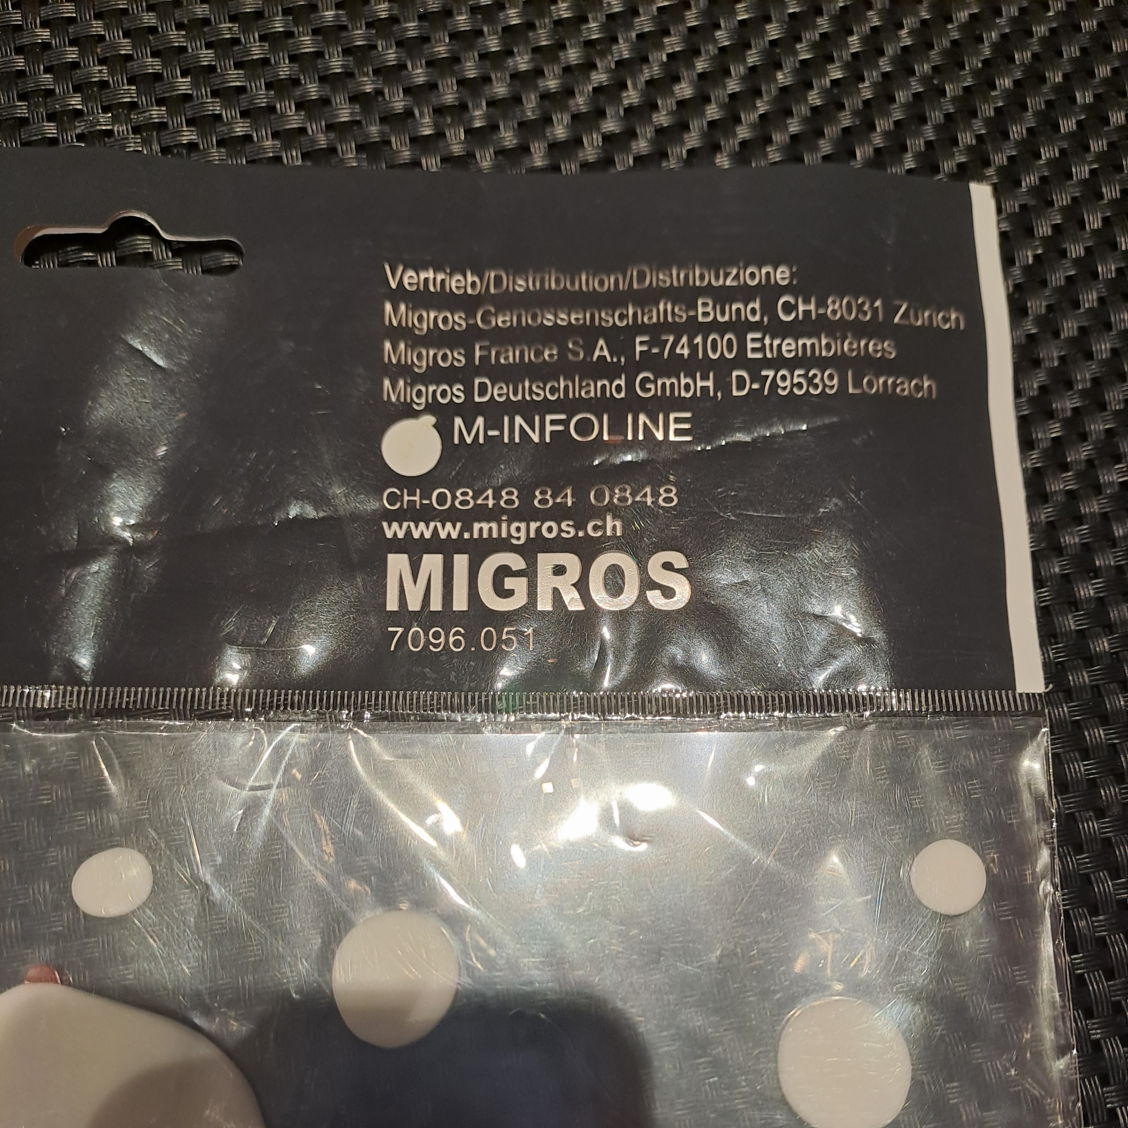 Vertrieb/Distribution/Distribuzione:
Migros-Genossenschafts-Bund, CH-8031 Zürich
Migros France S.A., F-74100 Etrembières
Migros Deutschland GmbH, D-79539 Lörrach
M-INFOLINE
CH-0848 84 0848
www.migros.ch
MIGROS
7096.051